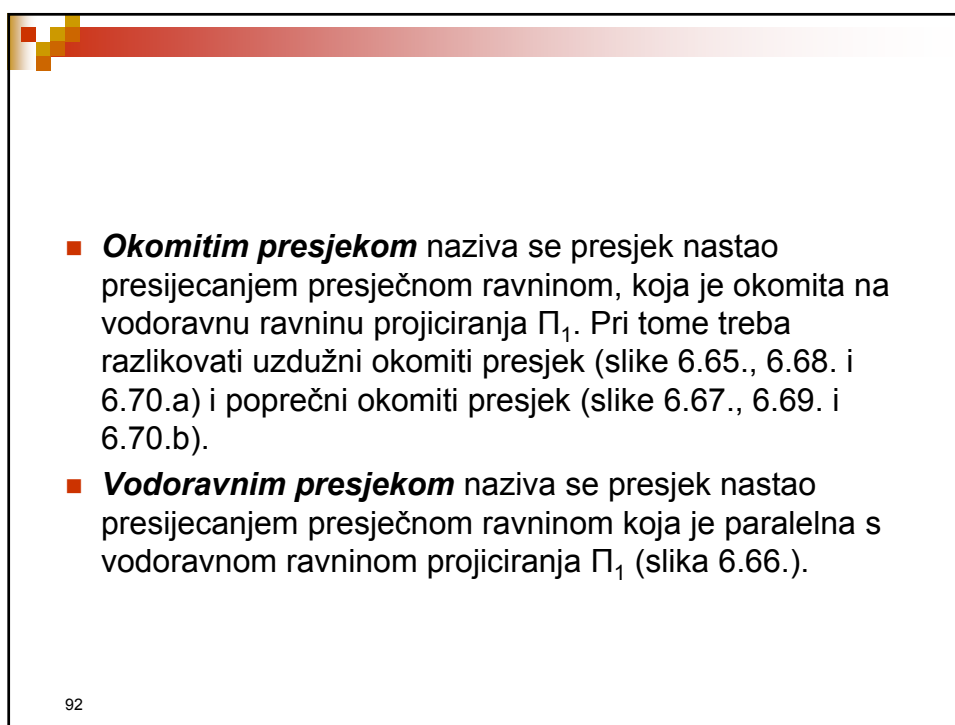 Okomitim presjekom naziva se presjek nastao
presijecanjem presječnom ravninom, koja je okomita na
vodoravnu ravninu projiciranja Π₁. Pri tome treba
razlikovati uzdužni okomiti presjek (slike 6.65., 6.68. i
6.70.a) i poprečni okomiti presjek (slike 6.67., 6.69. i
6.70.b).
Vodoravnim presjekom naziva se presjek nastao
presijecanjem presječnom ravninom koja je paralelna s
vodoravnom ravninom projiciranja Π₁ (slika 6.66.).
92